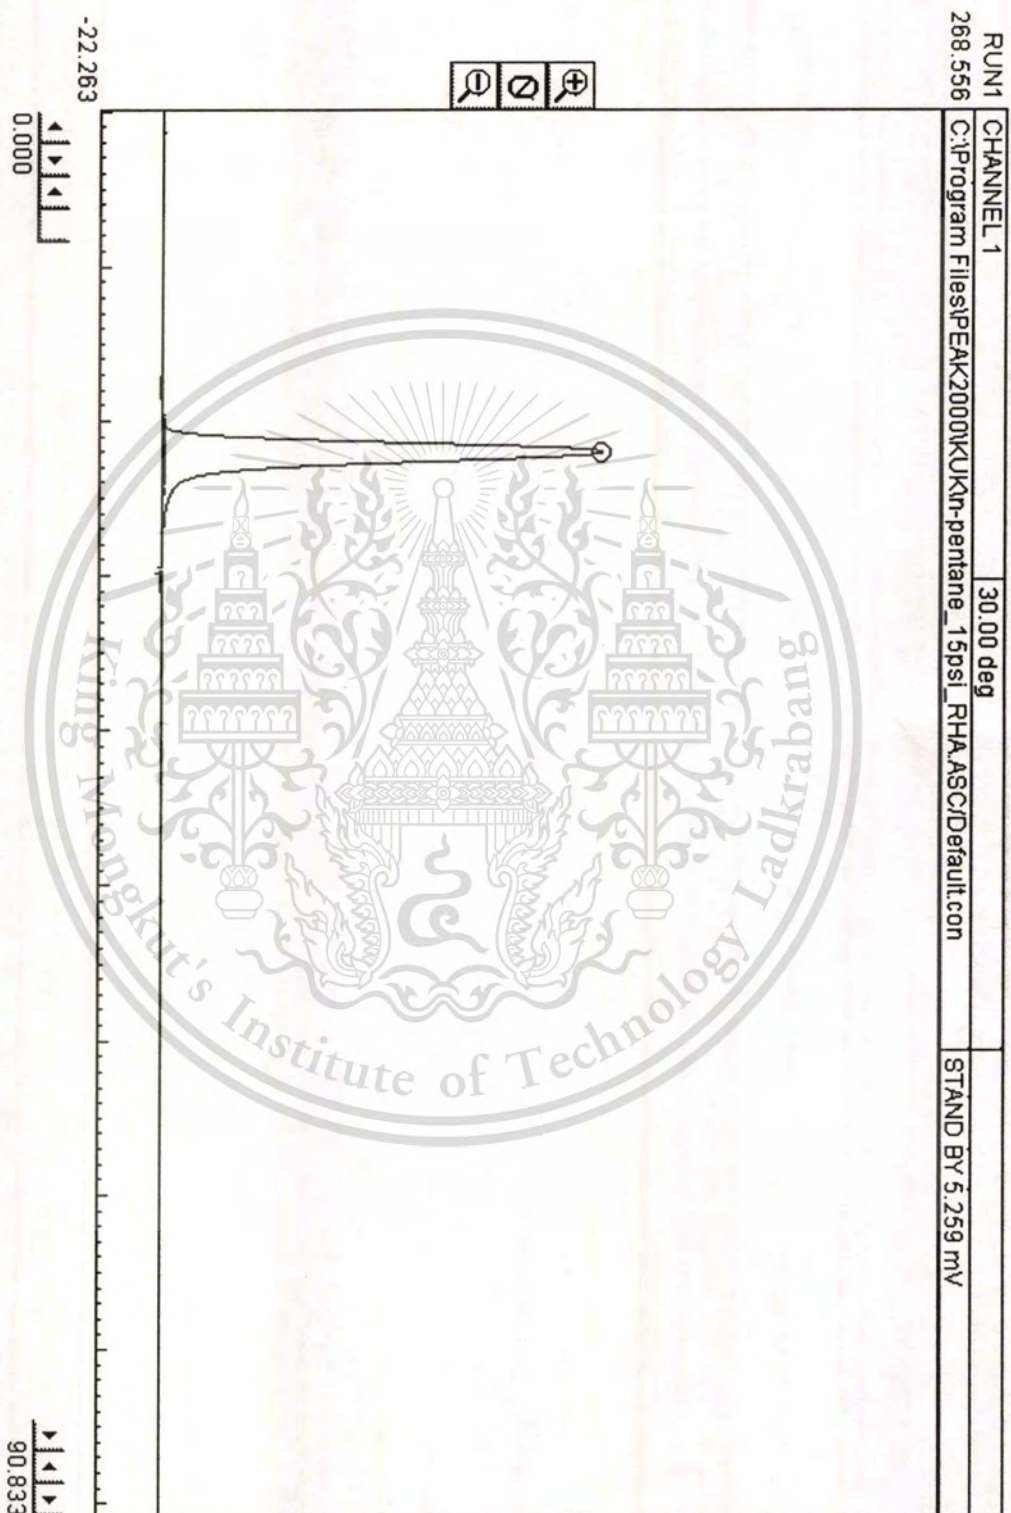 RUN1 CHANNEL 1 30.00 deg
268.556 C:\Program Files\PEAK2000\KUK\n-pentane_15psi_RHA.ASC/Default.con STAND BY 5.259 mV
-22.263
0.000 90.833
King Mongkut's Institute of Technology Ladkrabang